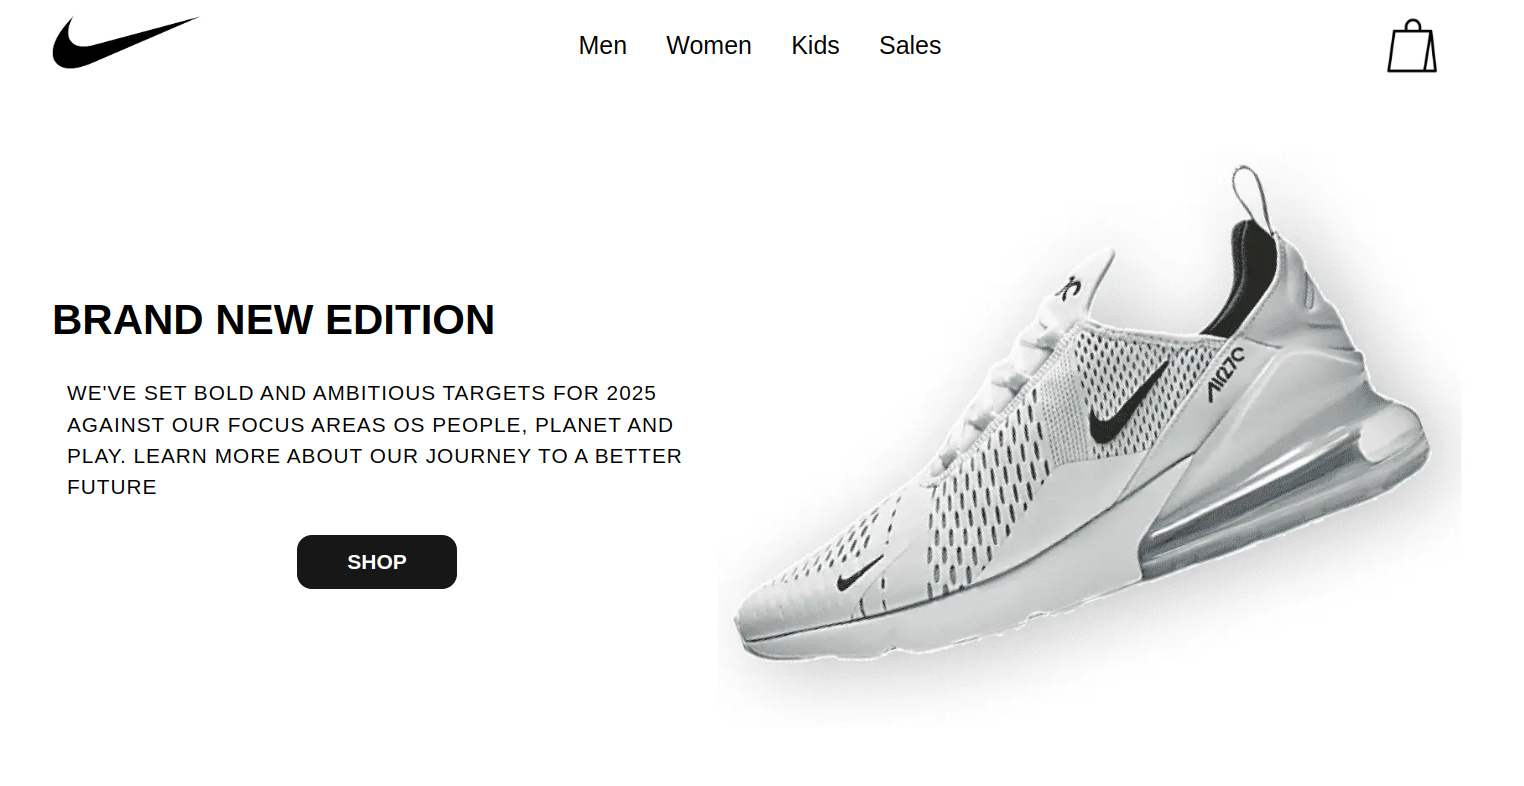 Men Women Kids Sales
BRAND NEW EDITION
WE'VE SET BOLD AND AMBITIOUS TARGETS FOR 2025
AGAINST OUR FOCUS AREAS OS PEOPLE, PLANET AND
PLAY. LEARN MORE ABOUT OUR JOURNEY TO A BETTER
FUTURE
SHOP